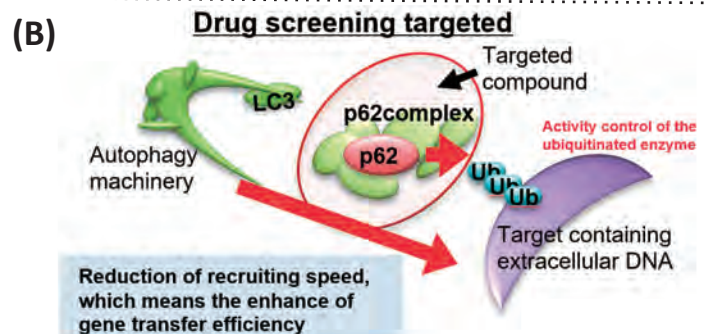 (B)
Drug screening targeted
Targeted
compound
LC3
p62complex
Activity control of the
ubiquitinated enzyme
p62
Autophagy
machinery
Ub
Ub
Ub
Target containing
extracellular DNA
Reduction of recruiting speed,
which means the enhance of
gene transfer efficiency